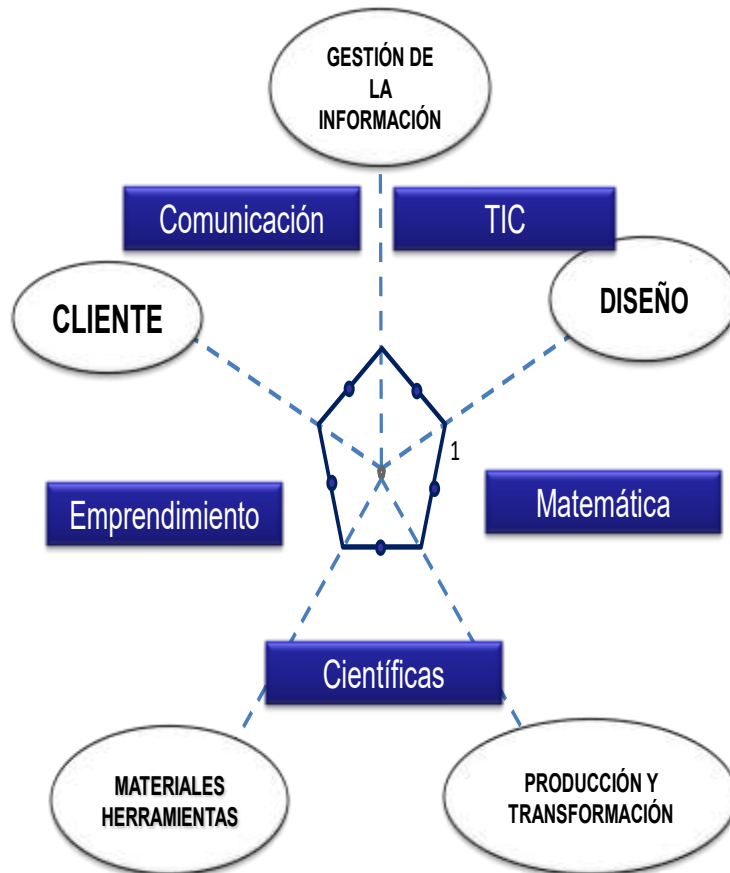 GESTIÓN DE
LA
INFORMACIÓN
Comunicación
TIC
CLIENTE
DISEÑO
1
Emprendimiento
Matemática
Científicas
MATERIALES
HERRAMIENTAS
PRODUCCIÓN Y
TRANSFORMACIÓN